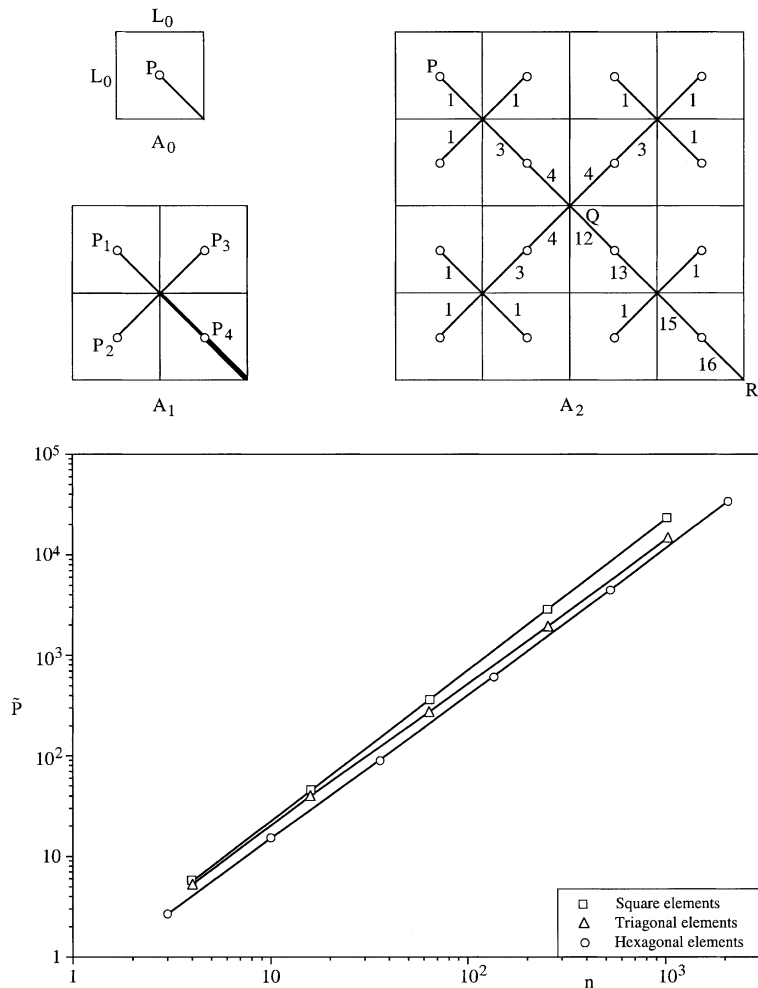 L0
L0
P
A0
P1
P3
P2
P4
A1
P
1 1 1 1
1 3 3 1
4 4
Q
4 12
1 3 13 1
1 1 1 15
16
R
A2
10^5
10^4
10^3
P̃
10^2
10
1
1 10 10^2 n 10^3
Square elements
Triagonal elements
Hexagonal elements